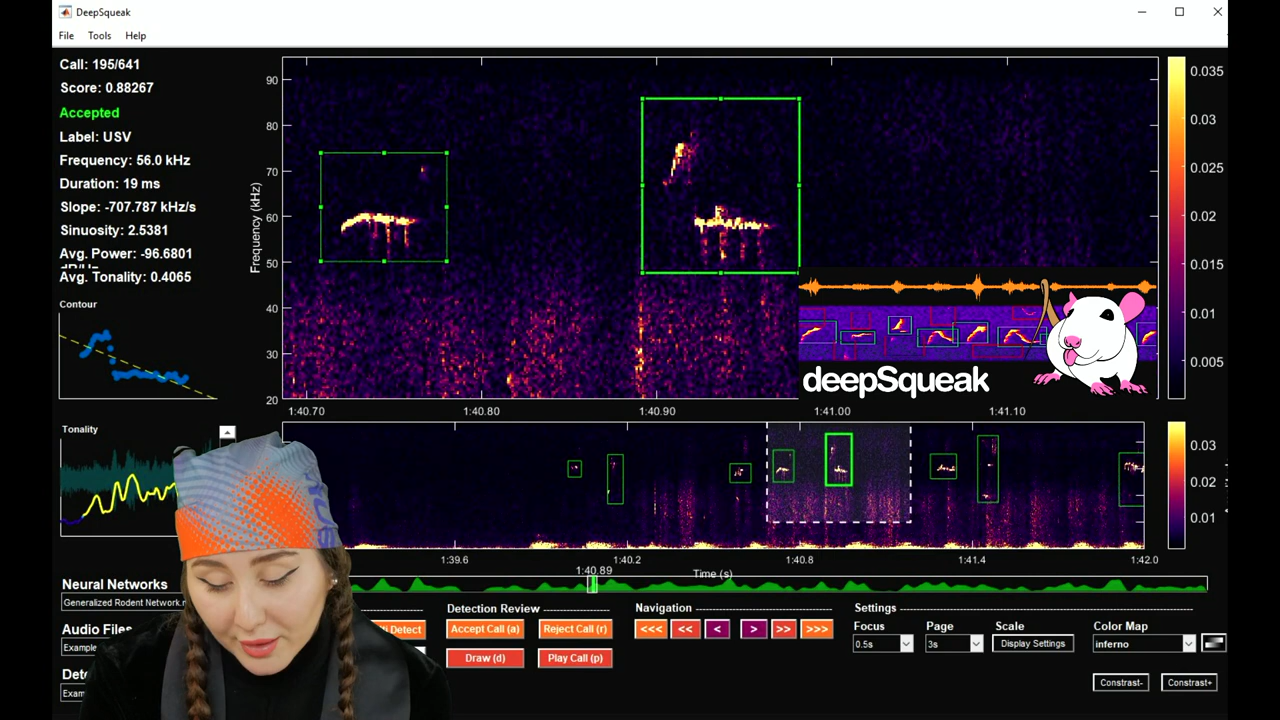 DeepSqueak
File Tools Help
Call: 195/641
Score: 0.88267
Accepted
Label: USV
Frequency: 56.0 kHz
Duration: 19 ms
Slope: -707.787 kHz/s
Sinuosity: 2.5381
Avg. Power: -96.6801
Avg. Tonality: 0.4065
Contour
Tonality
Frequency (kHz)
90
80
70
60
50
40
30
20
1:40.70 1:40.80 1:40.90 1:41.00 1:41.10
0.035
0.03
0.025
0.02
0.015
0.01
0.005
deepSqueak
0.03
0.02
0.01
1:39.6 1:40.2 1:40.8 1:41.4 1:42.0
Time (s)
1:40.89
Neural Networks
Generalized Rodent Network.n
Audio Files
Example
Exam
Detect
Detection Review
Accept Call (a) Reject Call (r)
Draw (d) Play Call (p)
Navigation
<<< << < > >> >>>
Settings
Focus Page Scale Color Map
0.5s 3s Display Settings inferno
Constrast- Constrast+